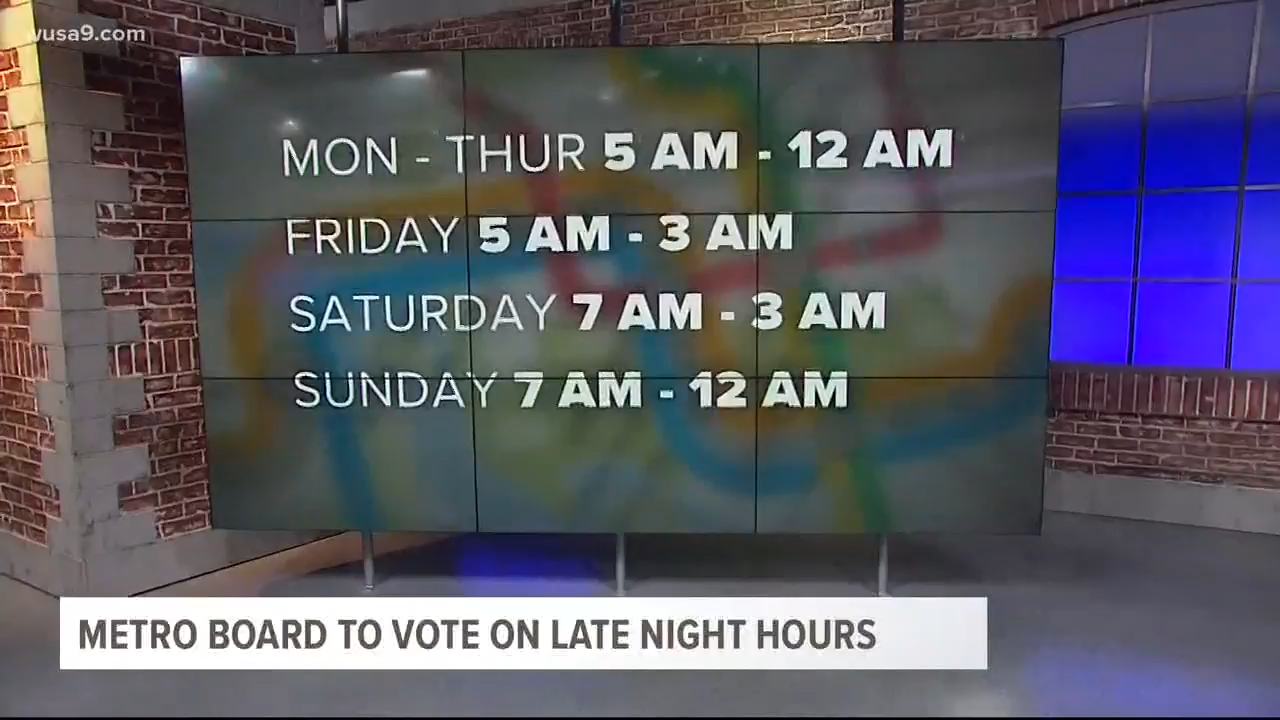 wusa9.com
MON - THUR 5 AM - 12 AM
FRIDAY 5 AM - 3 AM
SATURDAY 7 AM - 3 AM
SUNDAY 7 AM - 12 AM
METRO BOARD TO VOTE ON LATE NIGHT HOURS